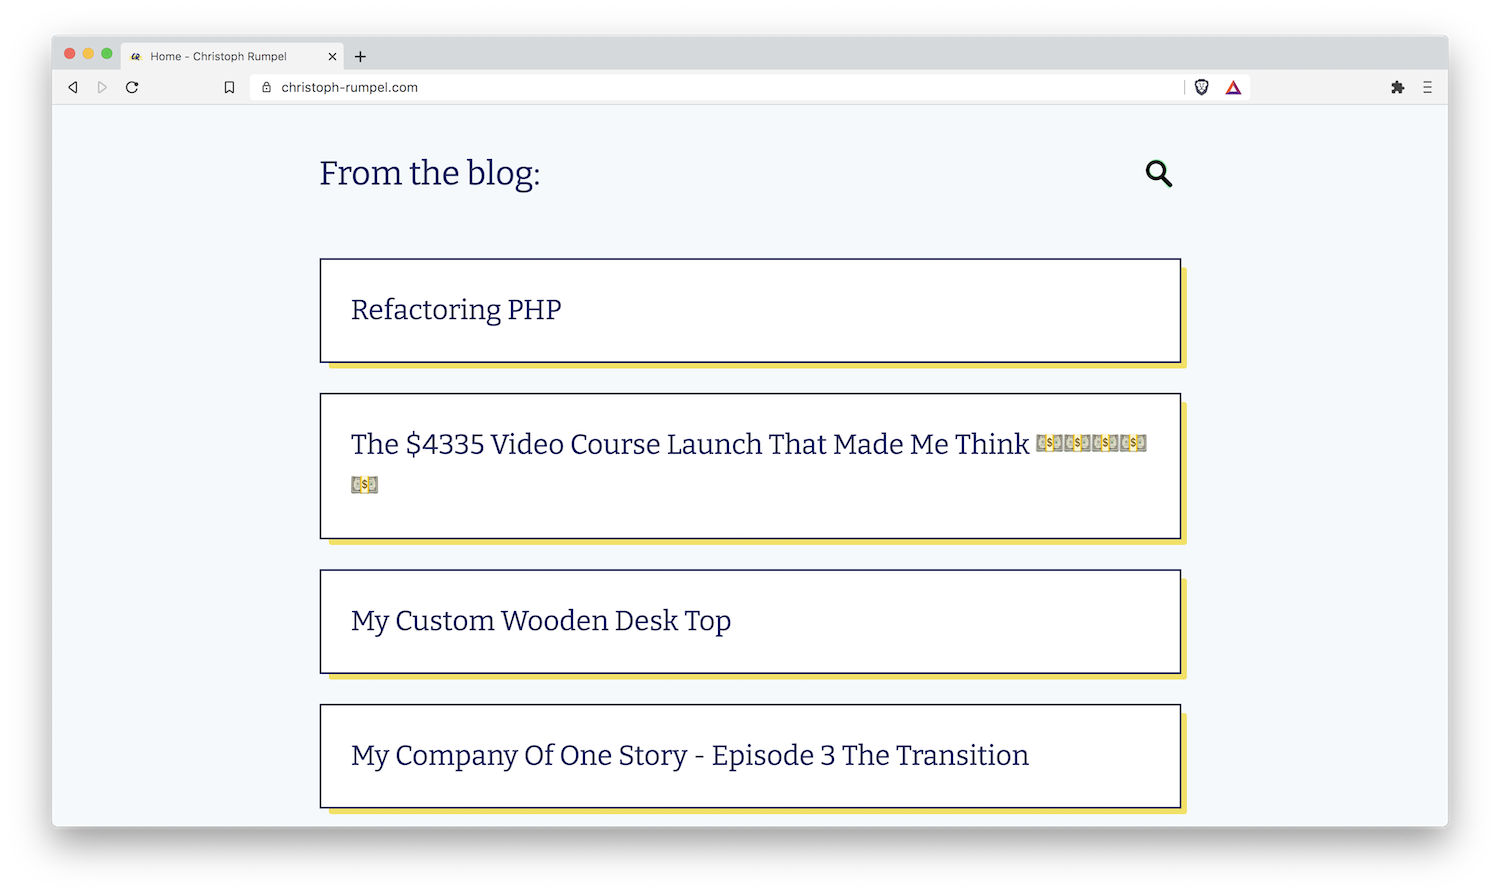 Home - Christoph Rumpel
christoph-rumpel.com
From the blog:
Refactoring PHP
The $4335 Video Course Launch That Made Me Think 💵💵💵💵
💵
My Custom Wooden Desk Top
My Company Of One Story - Episode 3 The Transition